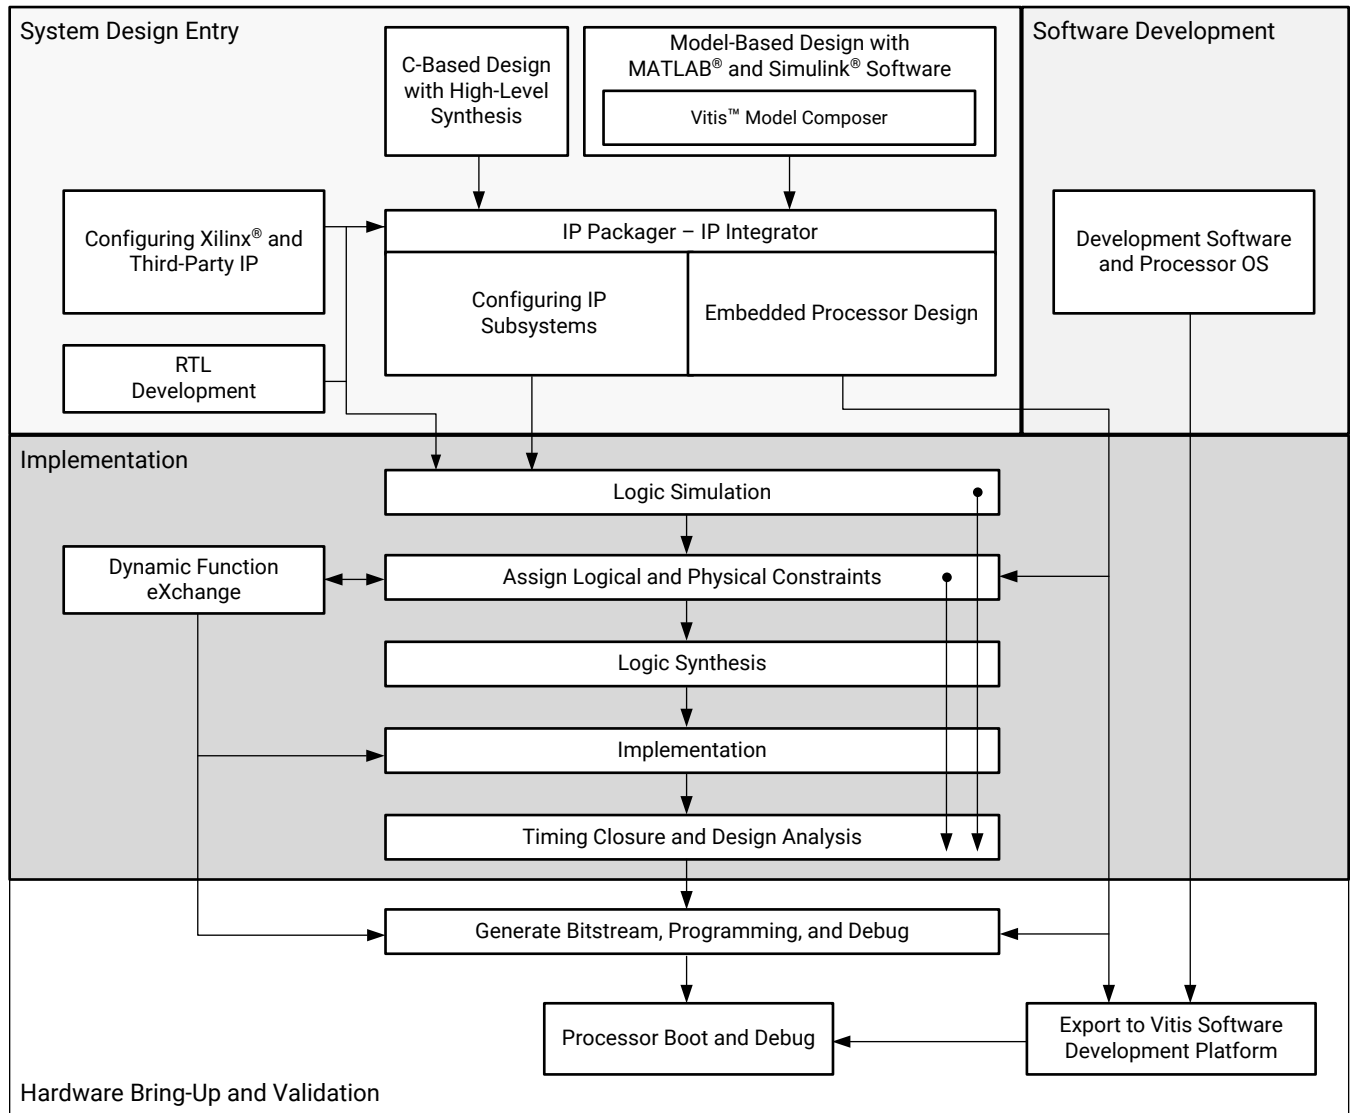 System Design Entry
Software Development
C-Based Design
with High-Level
Synthesis
Model-Based Design with
MATLAB® and Simulink® Software
Vitis™ Model Composer
Configuring Xilinx® and
Third-Party IP
IP Packager – IP Integrator
Configuring IP
Subsystems
Embedded Processor Design
Development Software
and Processor OS
RTL
Development
Implementation
Logic Simulation
Dynamic Function
eXchange
Assign Logical and Physical Constraints
Logic Synthesis
Implementation
Timing Closure and Design Analysis
Generate Bitstream, Programming, and Debug
Processor Boot and Debug
Export to Vitis Software
Development Platform
Hardware Bring-Up and Validation